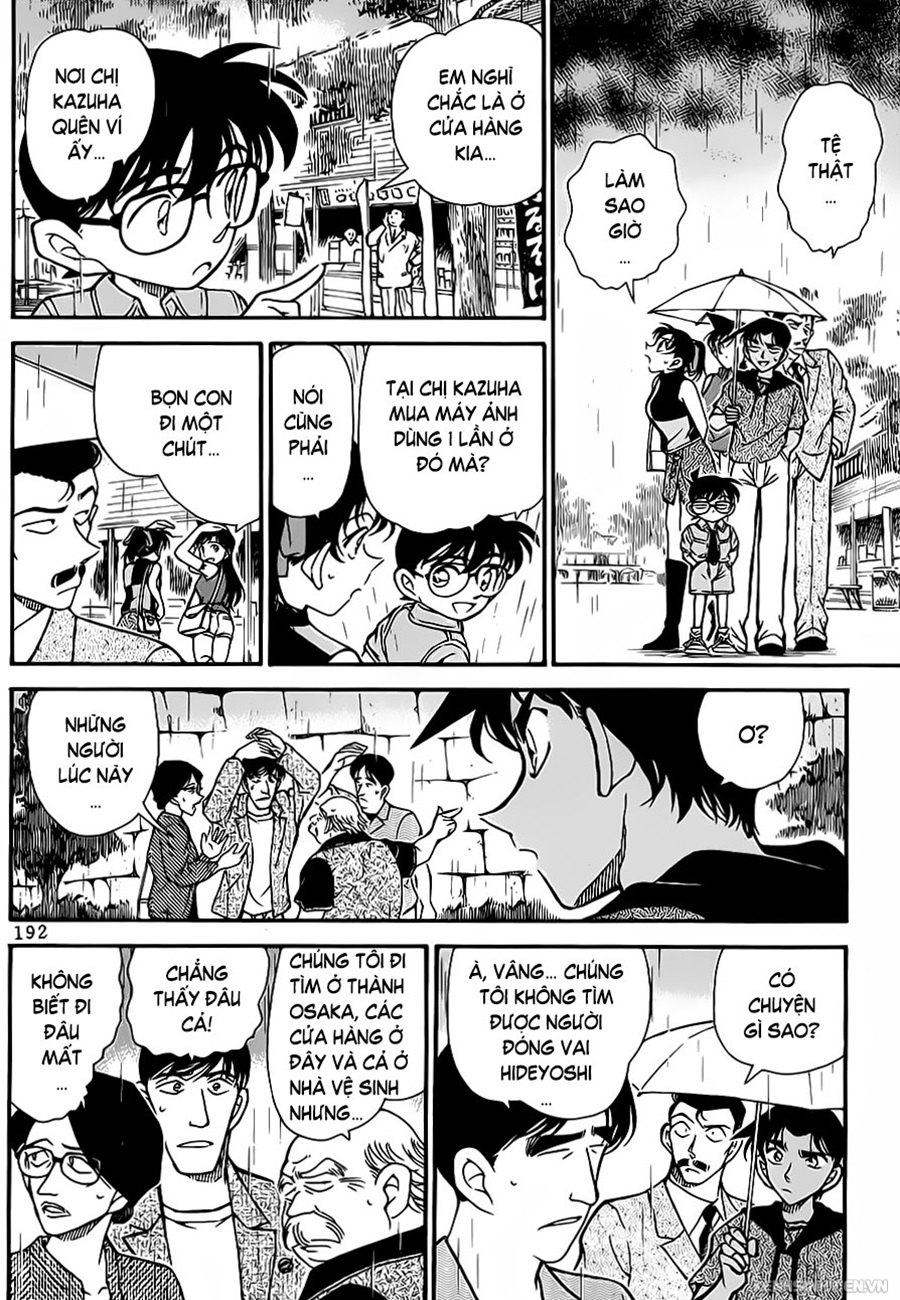 TỆ
THẬT
...
LÀM
SAO
GIỜ
...
EM NGHĨ
CHẮC LÀ Ở
CỬA HÀNG
KIA...
NƠI CHỊ
KAZUHA
QUÊN VÍ
ẤY...
TẠI CHỊ KAZUHA
MUA MÁY ẢNH
DÙNG 1 LẦN Ở
ĐÓ MÀ?
NÓI
CŨNG
PHẢI
...
BỌN CON
ĐI MỘT
CHÚT...
Ơ?
NHỮNG
NGƯỜI
LÚC NÀY
...
192
CÓ
CHUYỆN
GÌ SAO?
À, VÂNG... CHÚNG
TÔI KHÔNG TÌM
ĐƯỢC NGƯỜI
ĐÓNG VAI
HIDEYOSHI
...
CHÚNG TÔI ĐI
TÌM Ở THÀNH
OSAKA, CÁC
CỬA HÀNG Ở
ĐÂY VÀ CẢ Ở
NHÀ VỆ SINH
NHƯNG...
CHẲNG
THẤY ĐÂU
CẢ!
KHÔNG
BIẾT ĐI
ĐÂU
MẤT
...